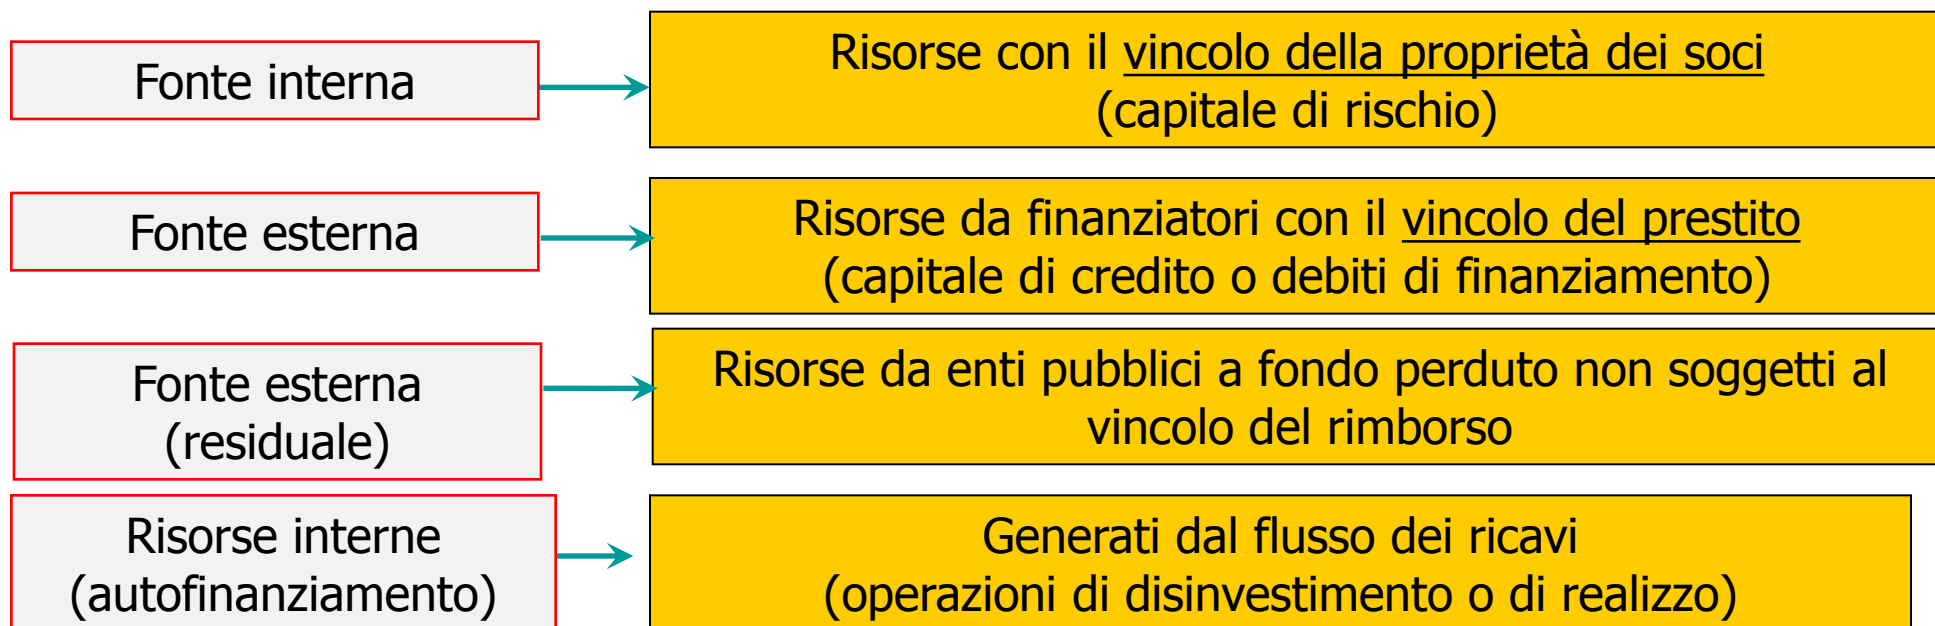 Fonte interna
Risorse con il vincolo della proprietà dei soci
(capitale di rischio)
Fonte esterna
Risorse da finanziatori con il vincolo del prestito
(capitale di credito o debiti di finanziamento)
Fonte esterna
(residuale)
Risorse da enti pubblici a fondo perduto non soggetti al
vincolo del rimborso
Risorse interne
(autofinanziamento)
Generati dal flusso dei ricavi
(operazioni di disinvestimento o di realizzo)